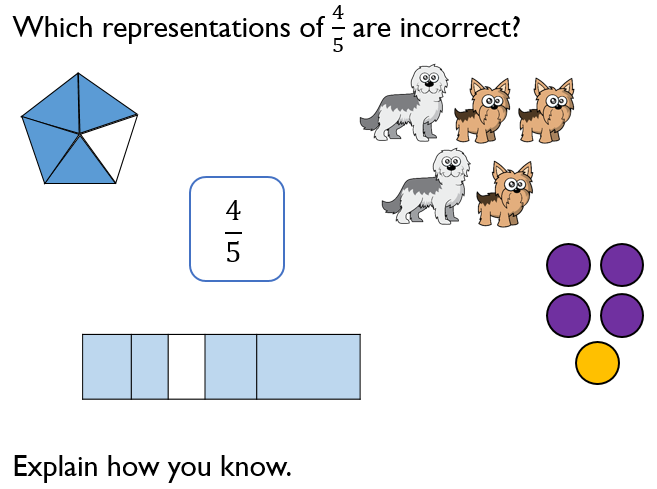 Which representations of 4/5 are incorrect?
4/5
Explain how you know.